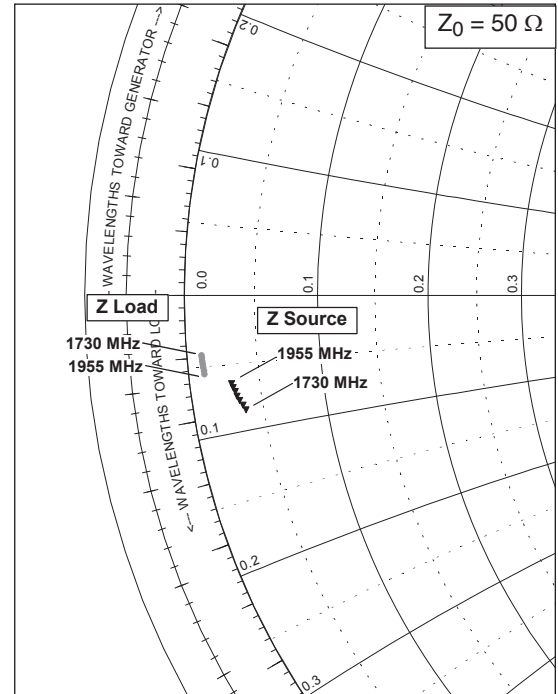 Z0 = 50 Ω
0.2
WAVELENGTHS TOWARD GENERATOR --->
0.1
0.0
0.1
0.2
0.3
Z Load
Z Source
1730 MHz
1955 MHz
1955 MHz
1730 MHz
<--- WAVELENGTHS TOWARD LO
0.1
0.2
0.3